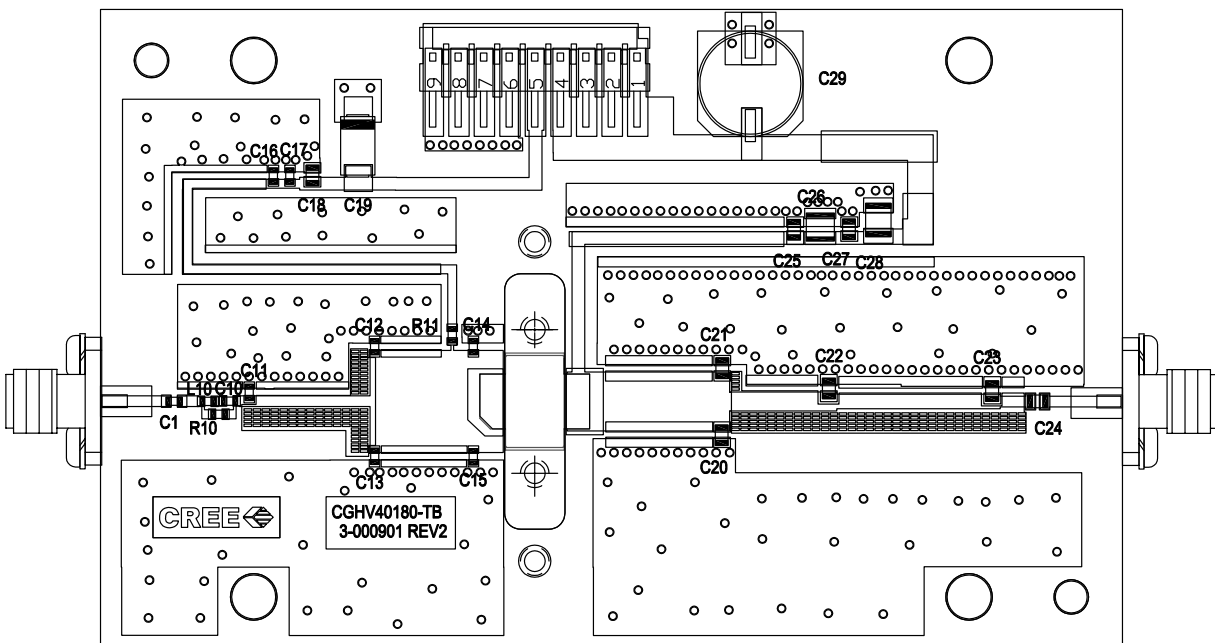 9 8 7 6 5 4 3 2 1
C29
C16 C17
C18 C19
C26
C25 C27 C28
C12 R11 C14
C21
C11
C22 C23
L10 C10
C1
R10
C24
C20
C13 C15
CREE
CGHV40180-TB
3-000901 REV2